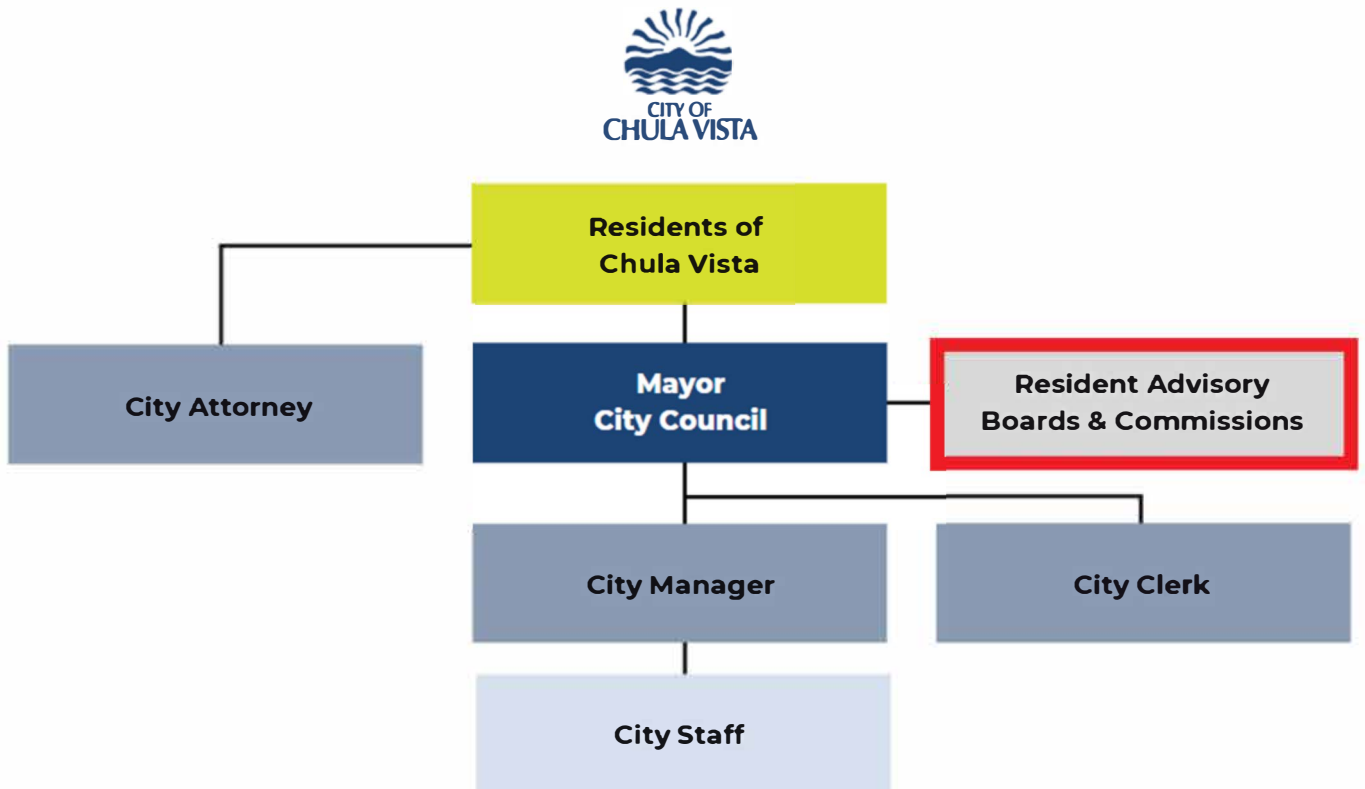 CITY OF
CHULA VISTA
Residents of
Chula Vista
City Attorney
Mayor
City Council
Resident Advisory
Boards & Commissions
City Manager
City Clerk
City Staff